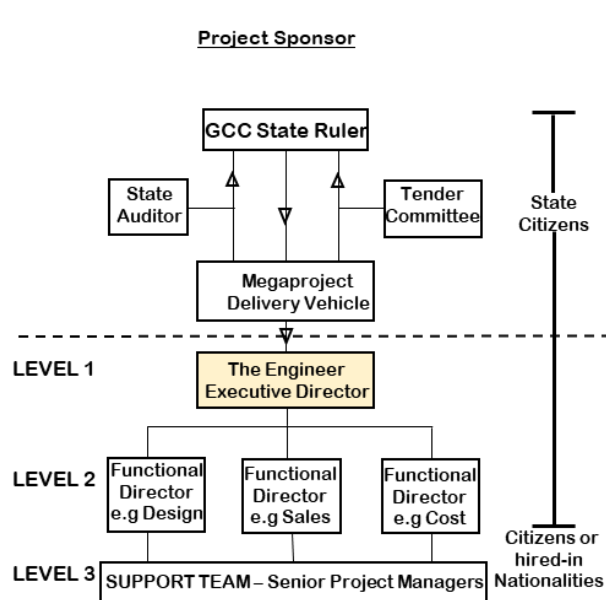 Project Sponsor
GCC State Ruler
State
Auditor
Tender
Committee
State
Citizens
Megaproject
Delivery Vehicle
LEVEL 1
The Engineer
Executive Director
LEVEL 2
Functional
Director
e.g Design
Functional
Director
e.g Sales
Functional
Director
e.g Cost
Citizens or
hired-in
Nationalities
LEVEL 3
SUPPORT TEAM – Senior Project Managers